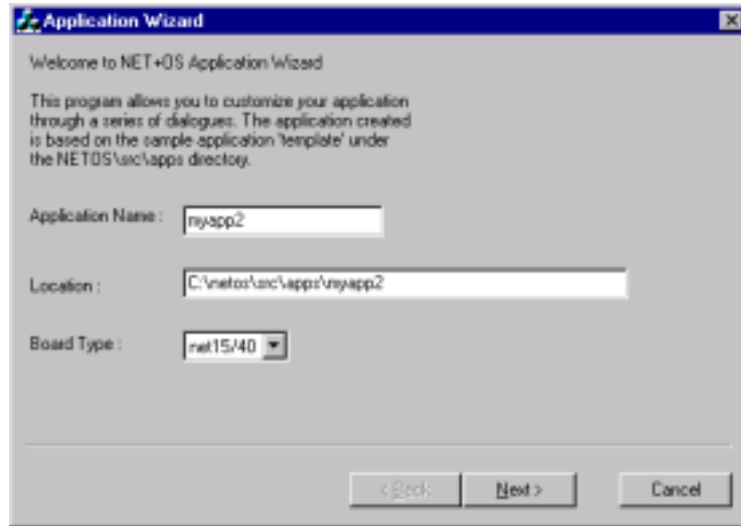 Application Wizard
Welcome to NET+OS Application Wizard
This program allows you to customize your application
through a series of dialogues. The application created
is based on the sample application 'template' under
the NETOS\src\apps directory.
Application Name :
myapp2
Location :
C:\netos\src\apps\myapp2
Board Type :
net15/40
< Back
Next >
Cancel